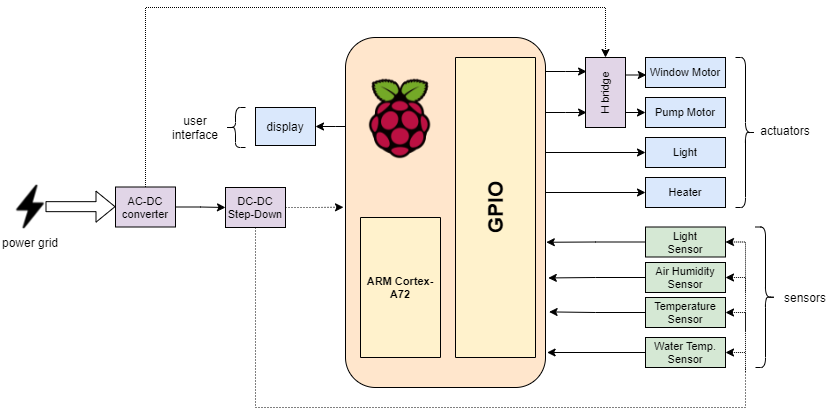 H bridge
Window Motor
Pump Motor
Light
Heater
actuators
user
interface
display
GPIO
AC-DC
converter
DC-DC
Step-Down
power grid
ARM Cortex-
A72
Light
Sensor
Air Humidity
Sensor
Temperature
Sensor
Water Temp.
Sensor
sensors